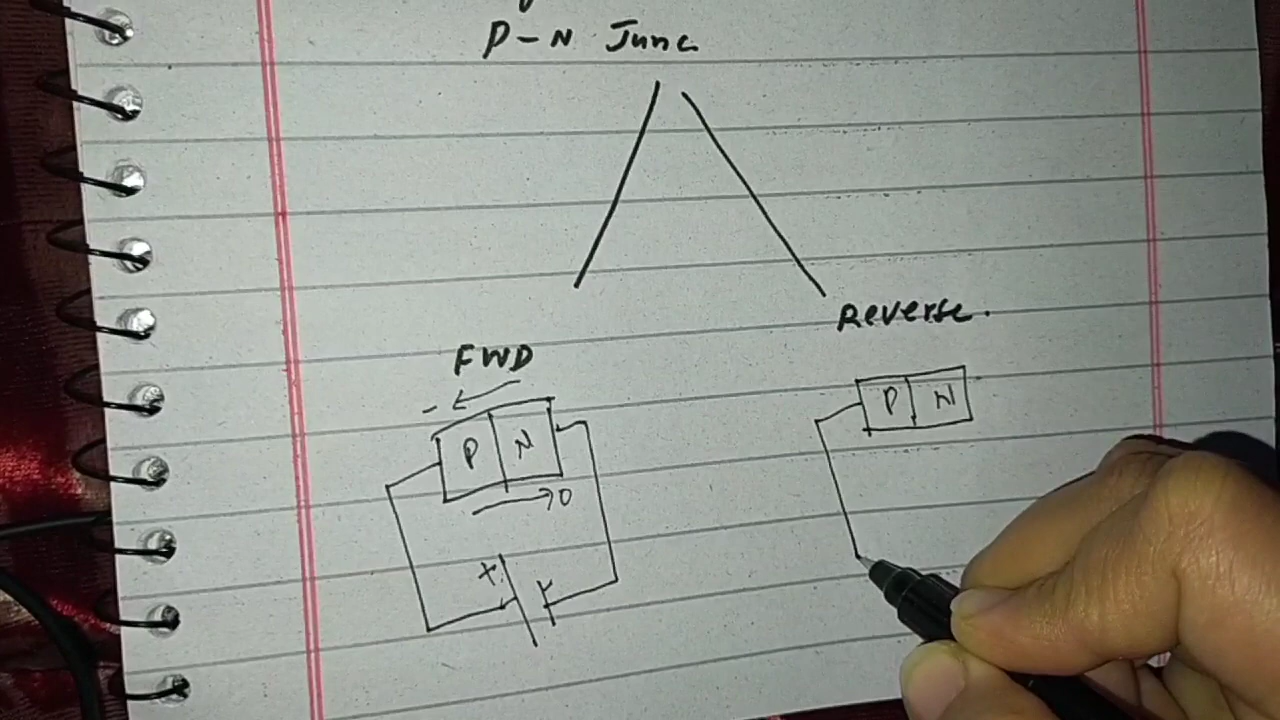 P-N Junc
Reverse.
FWD
-
P N
P N
→ O
+